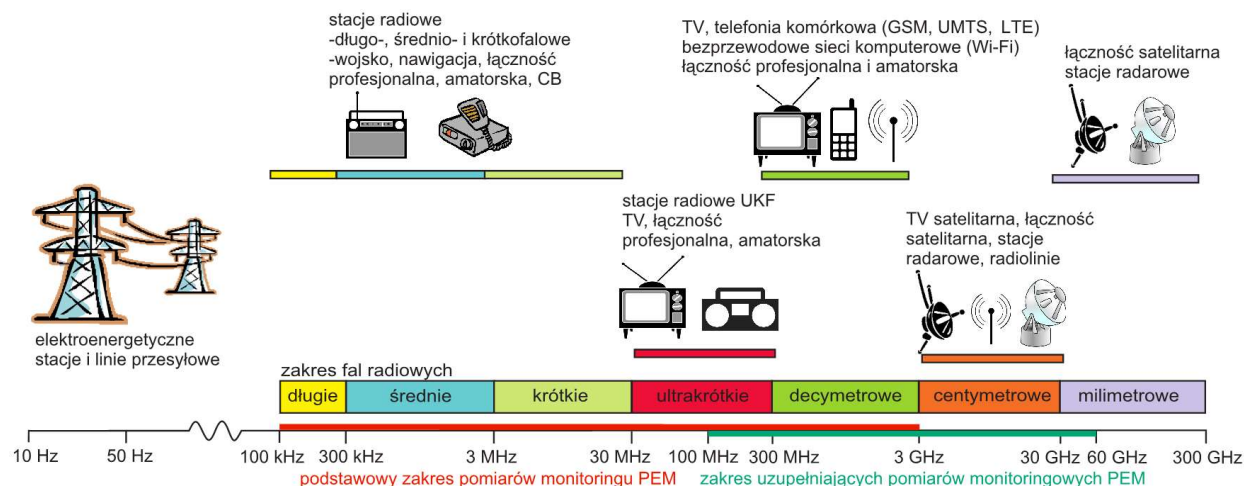 stacje radiowe
-długo-, średnio- i krótkofalowe
-wojsko, nawigacja, łączność
profesjonalna, amatorska, CB
TV, telefonia komórkowa (GSM, UMTS, LTE)
bezprzewodowe sieci komputerowe (Wi-Fi)
łączność profesjonalna i amatorska
łączność satelitarna
stacje radarowe
stacje radiowe UKF
TV, łączność
profesjonalna, amatorska
TV satelitarna, łączność
satelitarna, stacje
radarowe, radiolinie
elektroenergetyczne
stacje i linie przesyłowe
zakres fal radiowych
długie średnie krótkie ultrakrótkie decymetrowe centymetrowe milimetrowe
10 Hz 50 Hz 100 kHz 300 kHz 3 MHz 30 MHz 100 MHz 300 MHz 3 GHz 30 GHz 60 GHz 300 GHz
podstawowy zakres pomiarów monitoringu PEM zakres uzupełniających pomiarów monitoringowych PEM